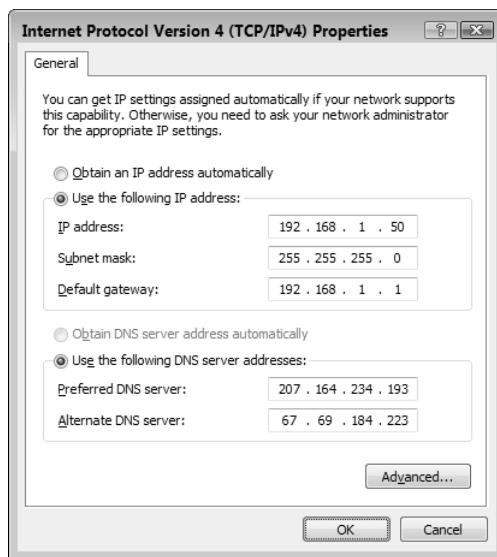 Internet Protocol Version 4 (TCP/IPv4) Properties
General
You can get IP settings assigned automatically if your network supports
this capability. Otherwise, you need to ask your network administrator
for the appropriate IP settings.
Obtain an IP address automatically
Use the following IP address:
IP address: 192 . 168 . 1 . 50
Subnet mask: 255 . 255 . 255 . 0
Default gateway: 192 . 168 . 1 . 1
Obtain DNS server address automatically
Use the following DNS server addresses:
Preferred DNS server: 207 . 164 . 234 . 193
Alternate DNS server: 67 . 69 . 184 . 223
Advanced...
OK Cancel